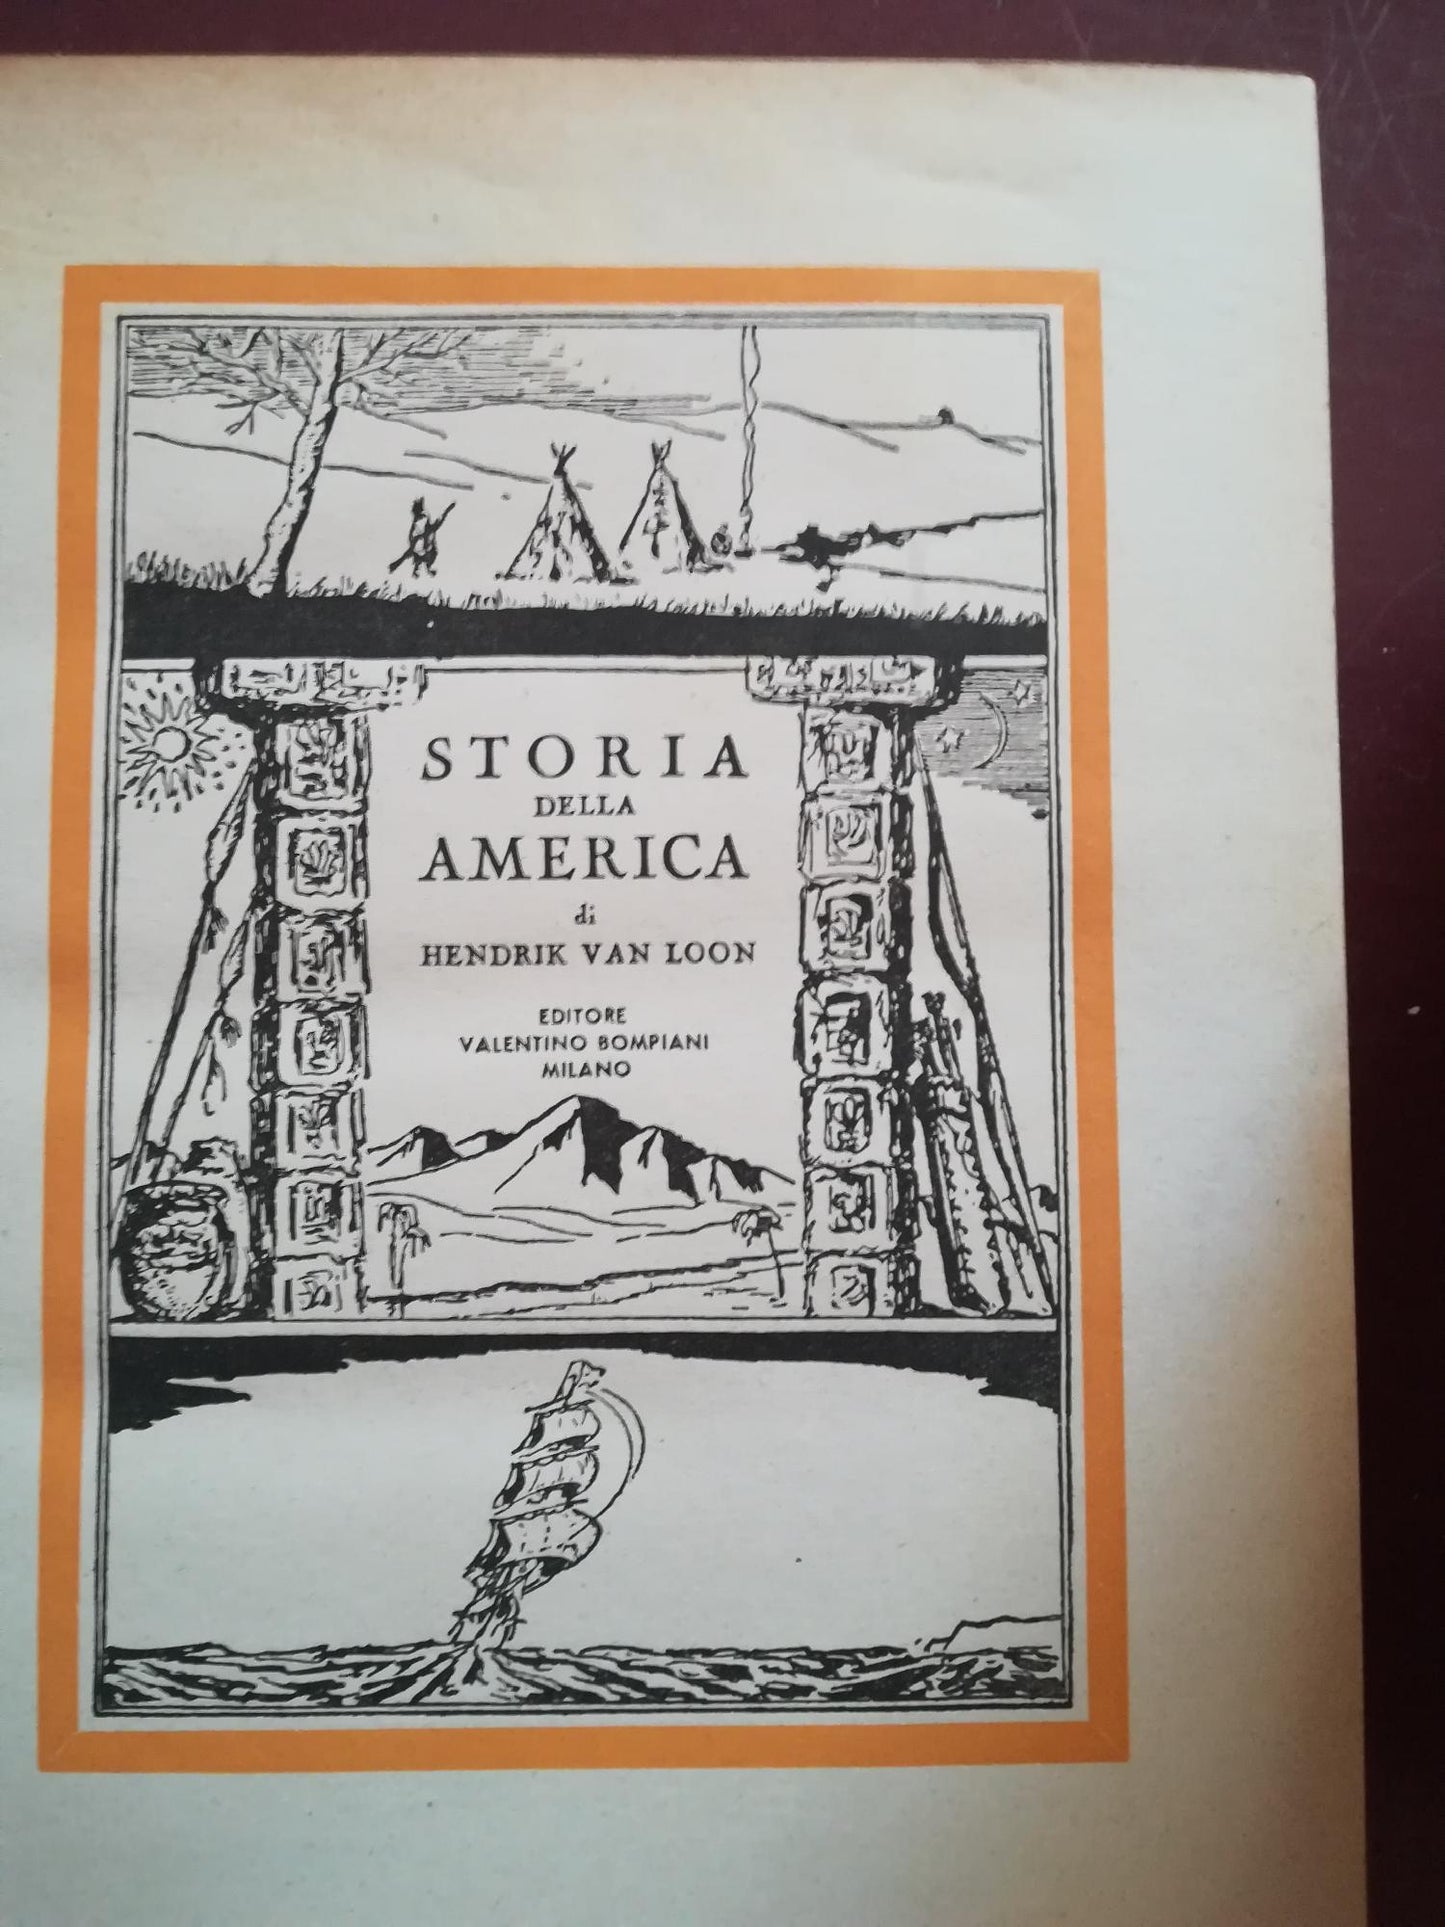 STORIA
DELLA
AMERICA
di
HENDRIK VAN LOON
EDITORE
VALENTINO BOMPIANI
MILANO